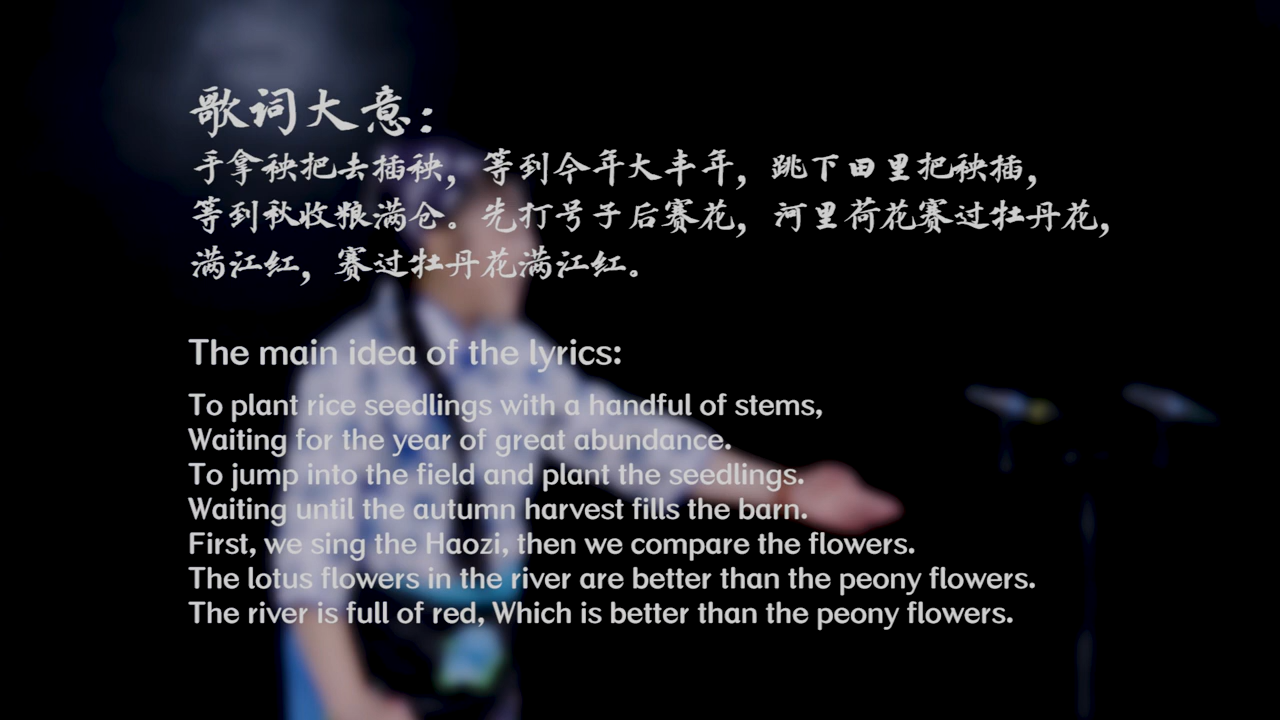 歌词大意：
手拿秧把去插秧，等到今年大丰年，跳下田里把秧插，
等到秋收粮满仓。先打号子后赛花，河里荷花赛过牡丹花，
满江红，赛过牡丹花满江红。
The main idea of the lyrics:
To plant rice seedlings with a handful of stems,
Waiting for the year of great abundance.
To jump into the field and plant the seedlings.
Waiting until the autumn harvest fills the barn.
First, we sing the Haozi, then we compare the flowers.
The lotus flowers in the river are better than the peony flowers.
The river is full of red, Which is better than the peony flowers.